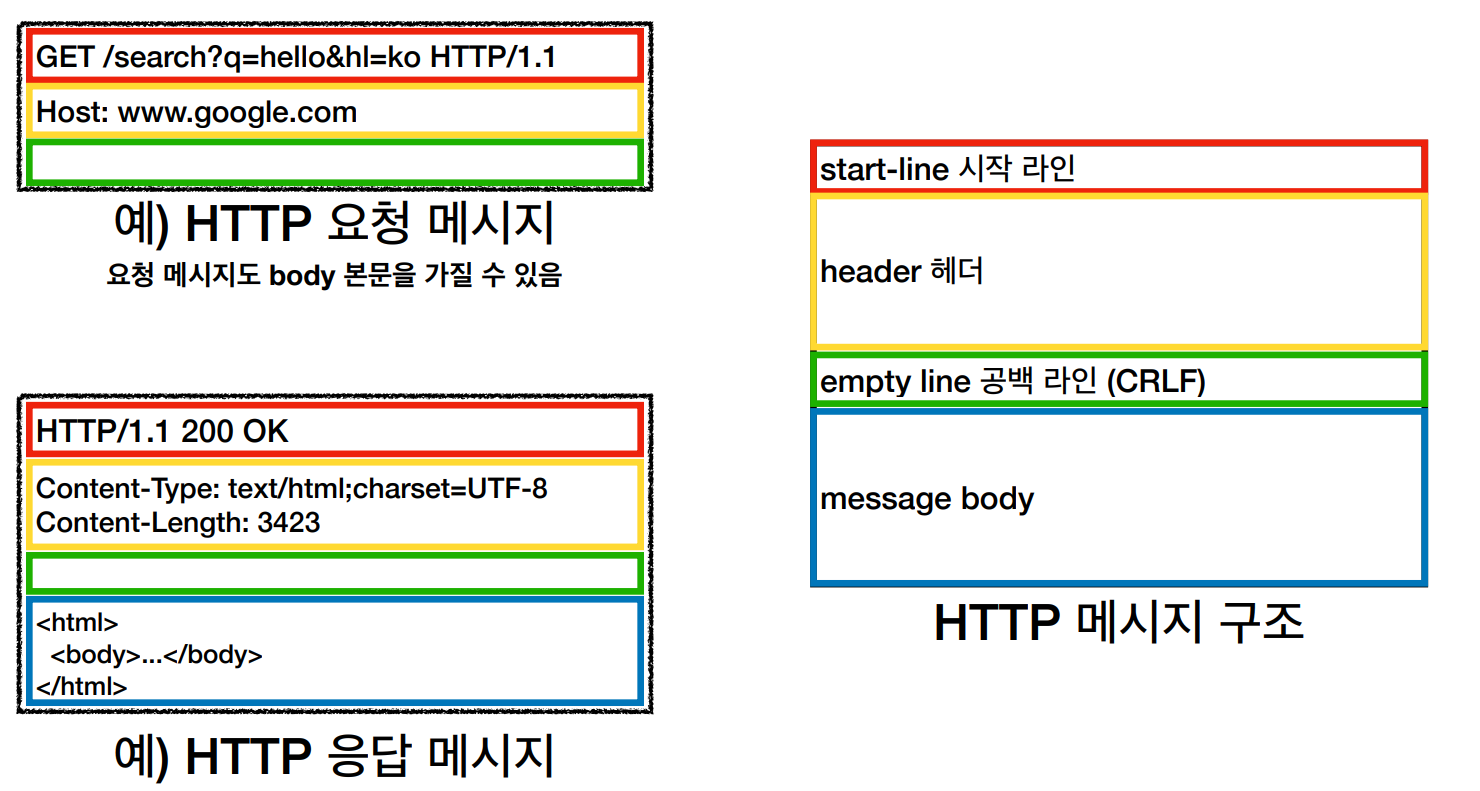 GET /search?q=hello&hl=ko HTTP/1.1
Host: www.google.com
예) HTTP 요청 메시지
요청 메시지도 body 본문을 가질 수 있음
HTTP/1.1 200 OK
Content-Type: text/html;charset=UTF-8
Content-Length: 3423
<html>
<body>...</body>
</html>
예) HTTP 응답 메시지
start-line 시작 라인
header 헤더
empty line 공백 라인 (CRLF)
message body
HTTP 메시지 구조